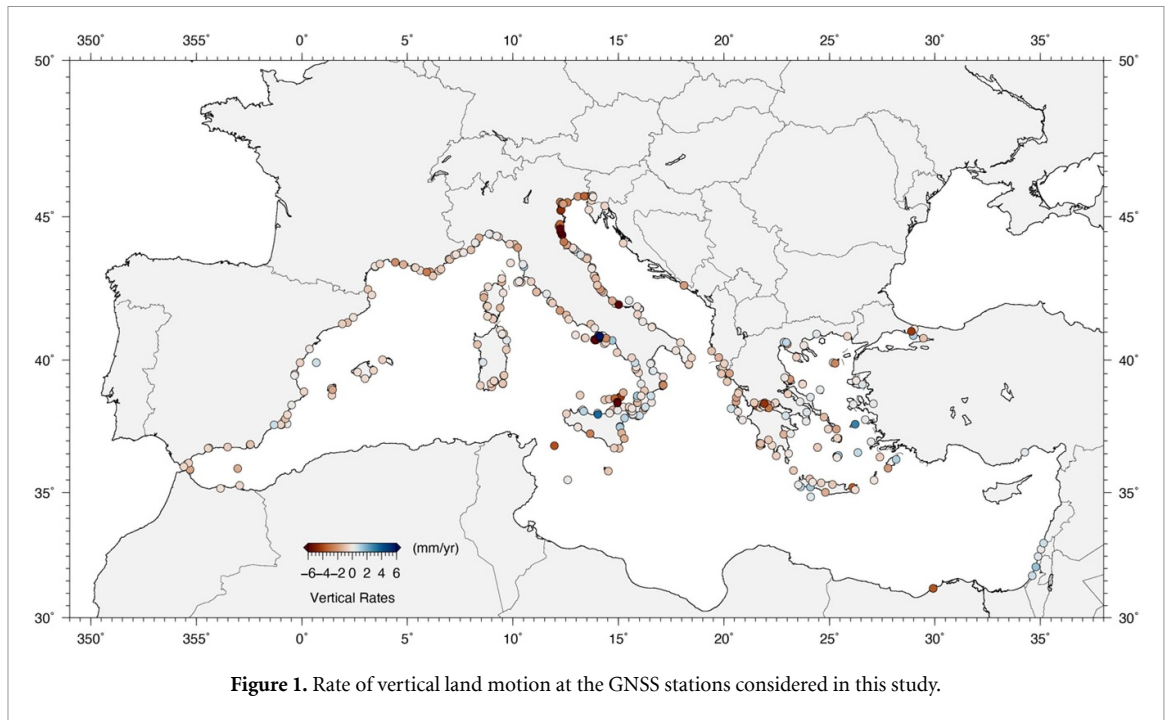 350° 355° 0° 5° 10° 15° 20° 25° 30° 35°
50° 50°
45° 45°
40° 40°
35° 35°
(mm/yr)
−6−4−2 0 2 4 6
Vertical Rates
30° 30°
350° 355° 0° 5° 10° 15° 20° 25° 30° 35°
Figure 1. Rate of vertical land motion at the GNSS stations considered in this study.